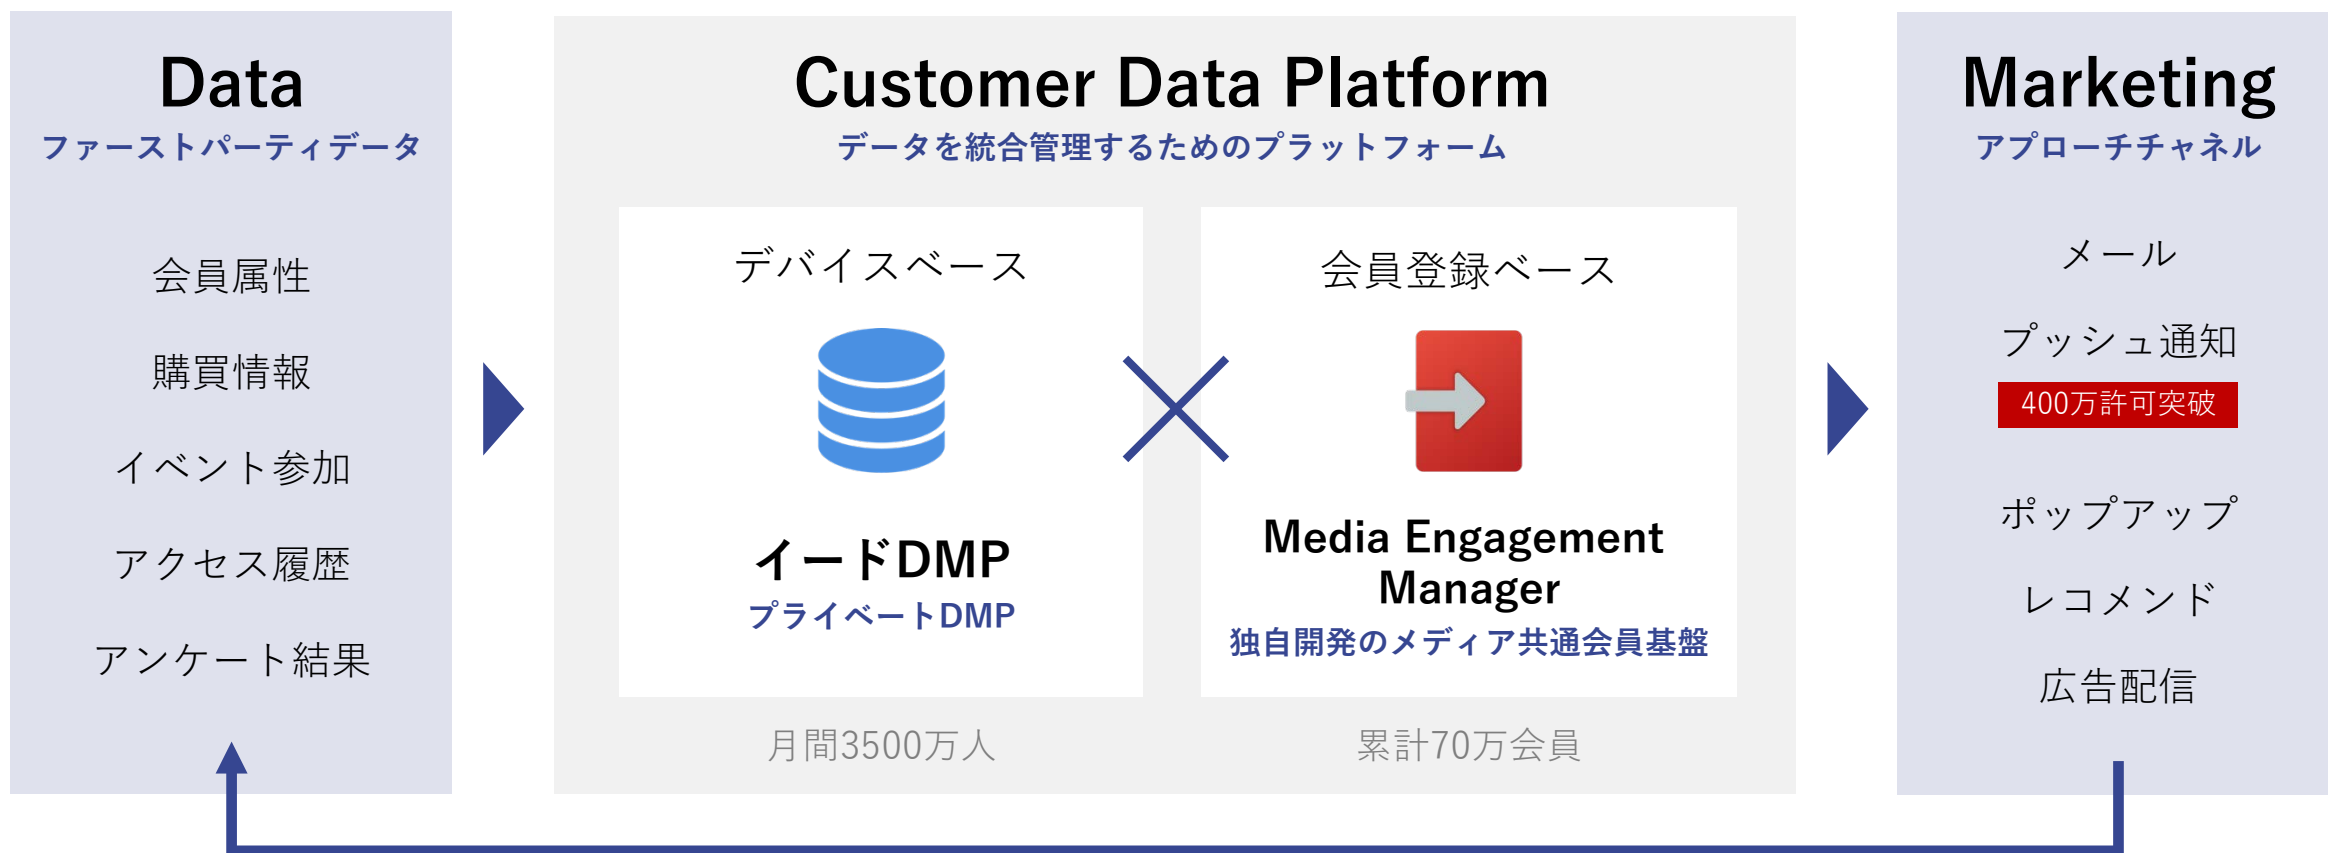 Data
ファーストパーティデータ
会員属性
購買情報
イベント参加
アクセス履歴
アンケート結果
Customer Data Platform
データを統合管理するためのプラットフォーム
デバイスベース
イードDMP
プライベートDMP
月間3500万人
会員登録ベース
Media Engagement
Manager
独自開発のメディア共通会員基盤
累計70万会員
Marketing
アプローチチャネル
メール
プッシュ通知
400万許可突破
ポップアップ
レコメンド
広告配信